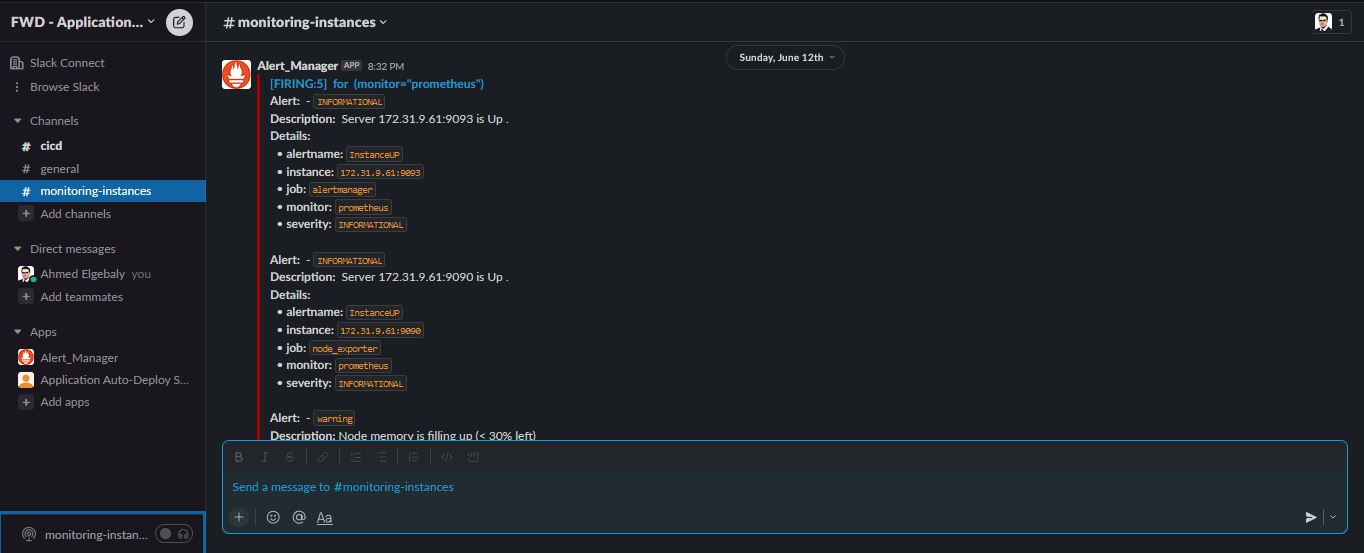 FWD - Application...
Slack Connect
Browse Slack
Channels
# cicd
# general
# monitoring-instances
+ Add channels
Direct messages
Ahmed Elgebaly you
+ Add teammates
Apps
Alert_Manager
Application Auto-Deploy S...
+ Add apps
monitoring-instan...
# monitoring-instances
1
Sunday, June 12th
Alert_Manager APP 8:32 PM
[FIRING:5] for (monitor="prometheus")
Alert: - INFORMATIONAL
Description: Server 172.31.9.61:9093 is Up .
Details:
• alertname: InstanceUP
• instance: 172.31.9.61:9093
• job: alertmanager
• monitor: prometheus
• severity: INFORMATIONAL
Alert: - INFORMATIONAL
Description: Server 172.31.9.61:9090 is Up .
Details:
• alertname: InstanceUP
• instance: 172.31.9.61:9090
• job: node_exporter
• monitor: prometheus
• severity: INFORMATIONAL
Alert: - warning
Description: Node memory is filling up (< 30% left)
B I S
Send a message to #monitoring-instances
+ @ Aa